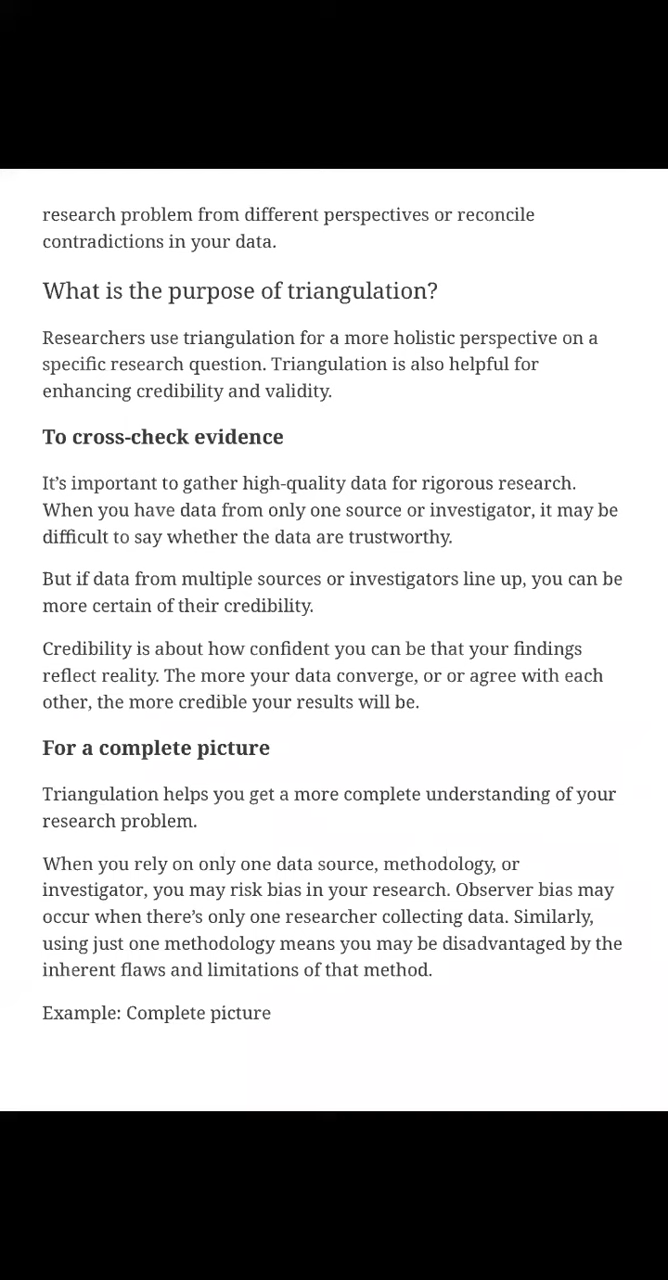 research problem from different perspectives or reconcile
contradictions in your data.
What is the purpose of triangulation?
Researchers use triangulation for a more holistic perspective on a
specific research question. Triangulation is also helpful for
enhancing credibility and validity.
To cross-check evidence
It’s important to gather high-quality data for rigorous research.
When you have data from only one source or investigator, it may be
difficult to say whether the data are trustworthy.
But if data from multiple sources or investigators line up, you can be
more certain of their credibility.
Credibility is about how confident you can be that your findings
reflect reality. The more your data converge, or or agree with each
other, the more credible your results will be.
For a complete picture
Triangulation helps you get a more complete understanding of your
research problem.
When you rely on only one data source, methodology, or
investigator, you may risk bias in your research. Observer bias may
occur when there’s only one researcher collecting data. Similarly,
using just one methodology means you may be disadvantaged by the
inherent flaws and limitations of that method.
Example: Complete picture